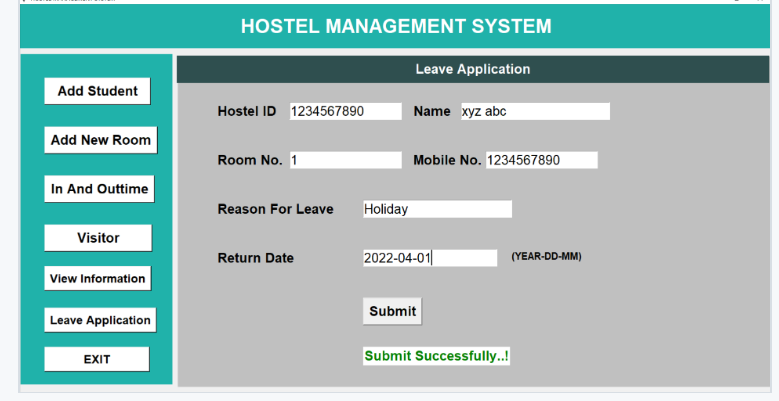 HOSTEL MANAGEMENT SYSTEM
Leave Application
Add Student
Add New Room
In And Outtime
Visitor
View Information
Leave Application
EXIT
Hostel ID 1234567890 Name xyz abc
Room No. 1 Mobile No. 1234567890
Reason For Leave Holiday
Return Date 2022-04-01 (YEAR-DD-MM)
Submit
Submit Successfully..!